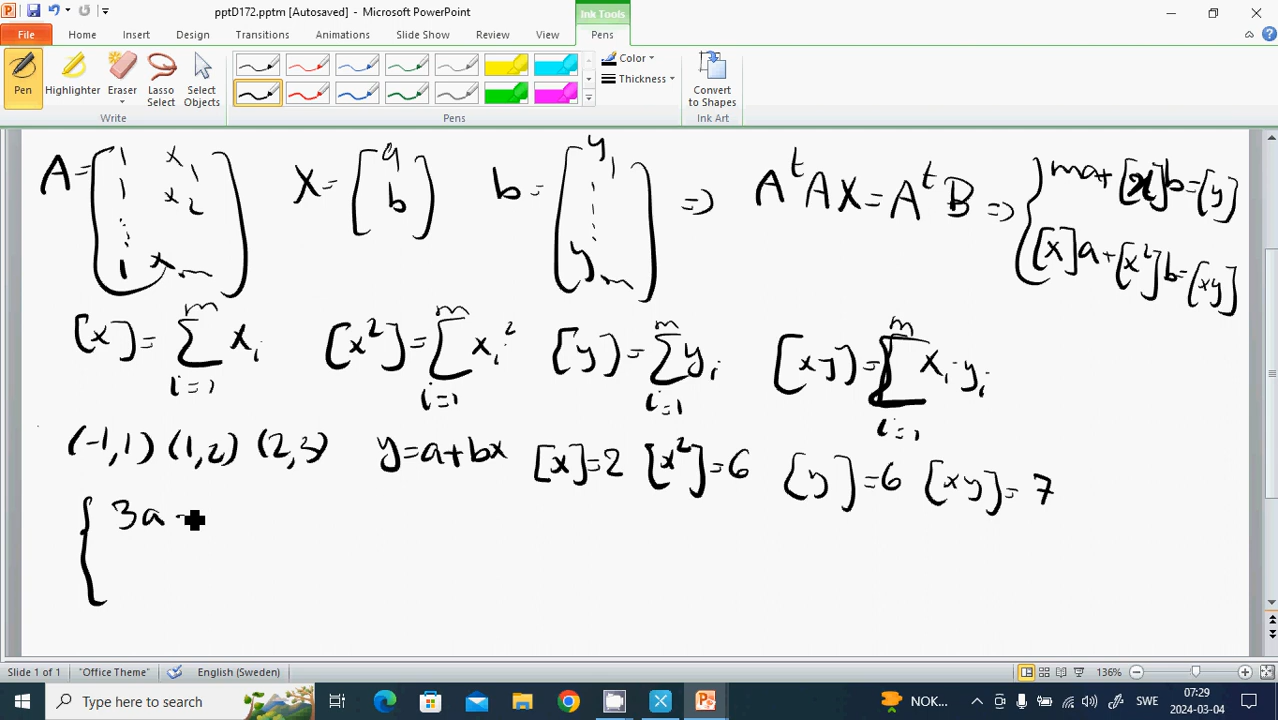 pptD172.pptm [Autosaved] - Microsoft PowerPoint
Ink Tools
File Home Insert Design Transitions Animations Slide Show Review View Pens
Pen Highlighter Eraser Lasso Select Select Objects
Color
Thickness
Convert to Shapes
Write Pens Ink Art
A = ( 1 x₁ 1 x₂ ⋮ 1 xₘ ) X = ( a b ) b = ( y₁ ⋮ yₘ ) => AᵗAX = AᵗB => { ma + [x]b = [y]
[x]a + [x²]b = [xy]
[x] = ∑ᵢ₌₁ᵐ xᵢ [x²] = ∑ᵢ₌₁ᵐ xᵢ² [y] = ∑ᵢ₌₁ᵐ yᵢ [xy] = ∑ᵢ₌₁ᵐ xᵢ·yᵢ
(-1,1) (1,2) (2,3) y = a + bx [x] = 2 [x²] = 6 [y] = 6 [xy] = 7
{ 3a
Slide 1 of 1 "Office Theme" English (Sweden) 136%
Type here to search NOK... SWE 07:29
2024-03-04